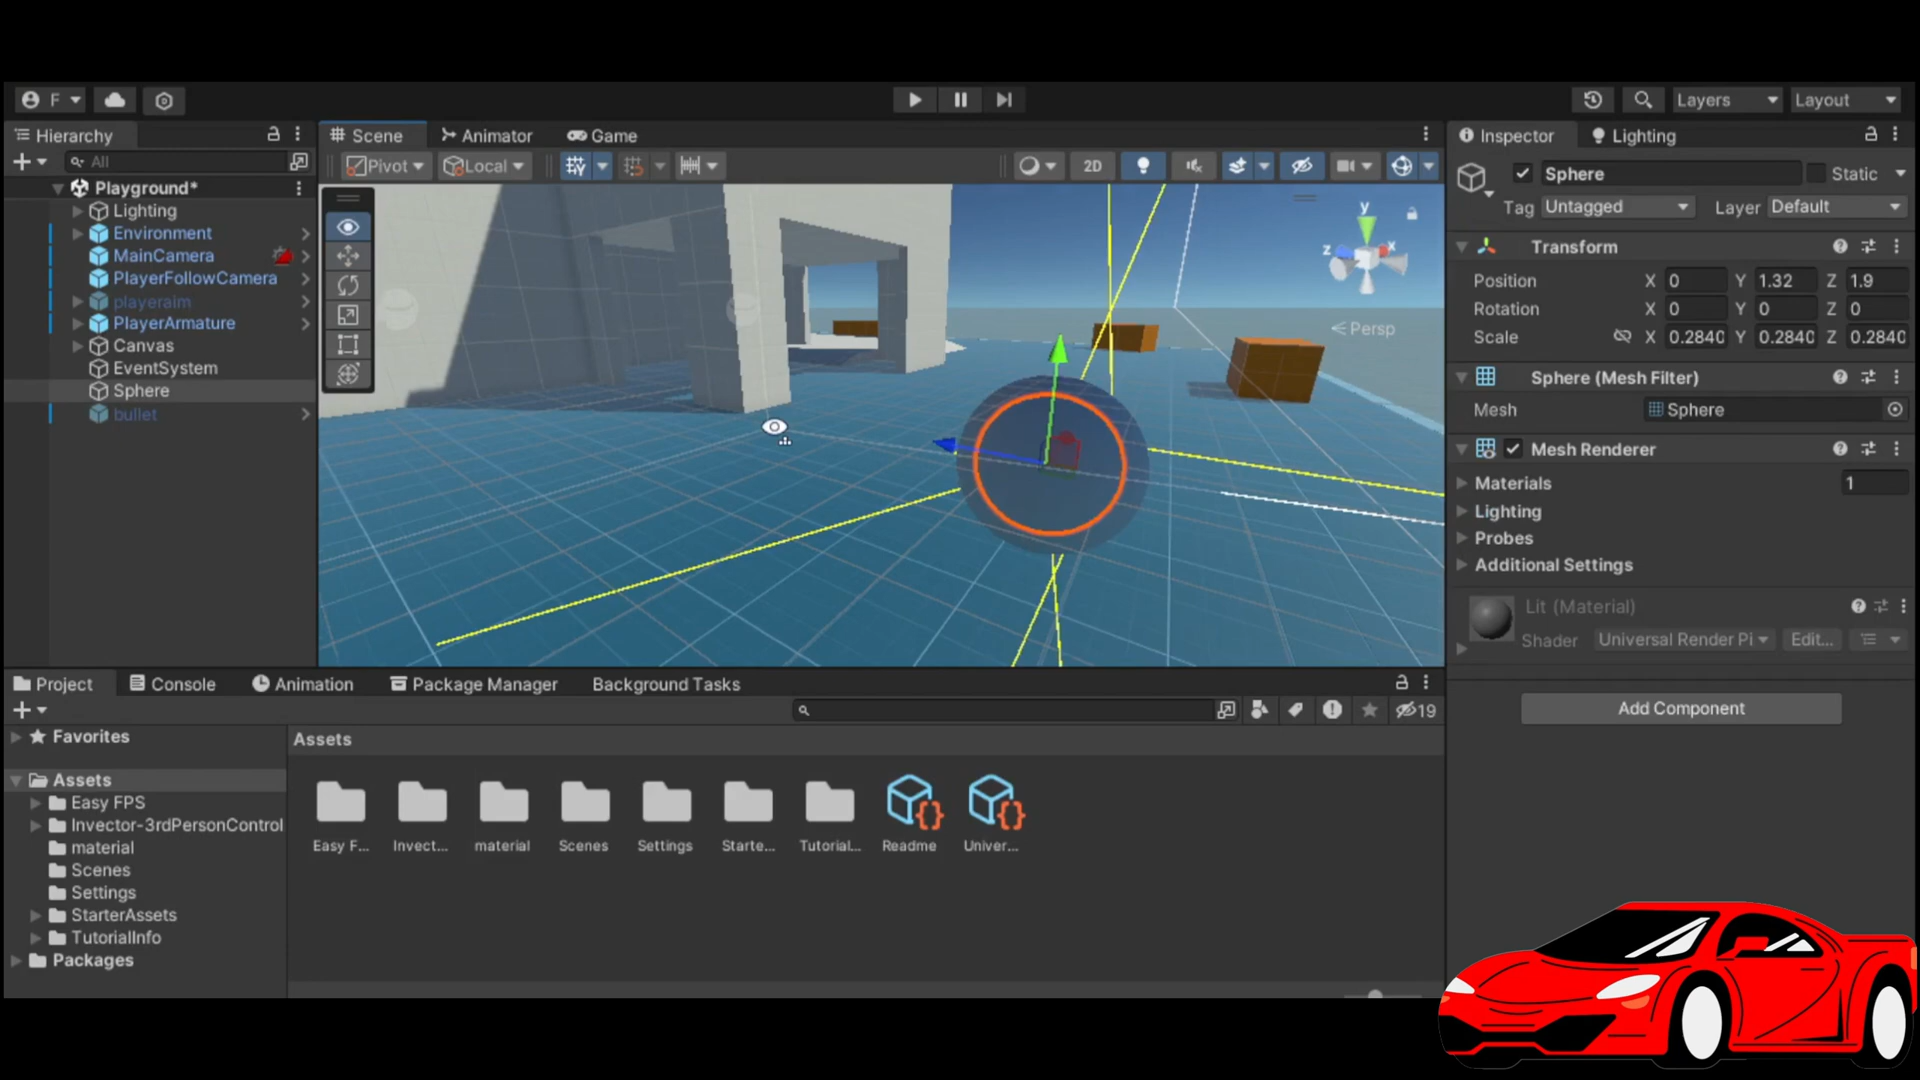 F
Layers
Layout
Hierarchy
All
Playground*
Lighting
Environment
MainCamera
PlayerFollowCamera
playeraim
PlayerArmature
Canvas
EventSystem
Sphere
bullet
Scene
Animator
Game
Pivot
Local
2D
y
z
x
Persp
Inspector
Lighting
Sphere
Static
Tag
Untagged
Layer
Default
Transform
Position X 0 Y 1.32 Z 1.9
Rotation X 0 Y 0 Z 0
Scale X 0.2840 Y 0.2840 Z 0.2840
Sphere (Mesh Filter)
Mesh
Sphere
Mesh Renderer
Materials
1
Lighting
Probes
Additional Settings
Lit (Material)
Shader
Universal Render Pi
Edit...
Add Component
Project
Console
Animation
Package Manager
Background Tasks
19
Favorites
Assets
Easy FPS
Invector-3rdPersonControl
material
Scenes
Settings
StarterAssets
TutorialInfo
Packages
Assets
Easy F...
Invect...
material
Scenes
Settings
Starte...
Tutorial...
Readme
Univer...